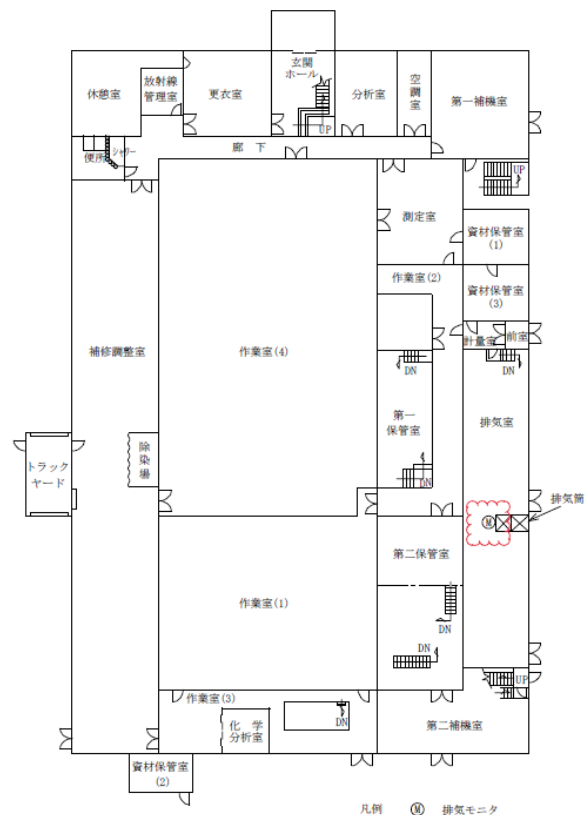 玄関
ホール
休憩室
放射線
管理室
更衣室
分析室
空
調
室
第一補機室
UP
便所
シャワー
廊 下
UP
測定室
資材保管室
(1)
作業室(2)
資材保管室
(3)
計量室
前室
DN
DN
補修調整室
作業室(4)
第一
保管室
排気室
除
染
場
トラック
ヤード
DN
排気筒
M
第二保管室
作業室(1)
DN
DN
UP
作業室(3)
化 学
分析室
DN
第二補機室
資材保管室
(2)
凡例 M 排気モニタ